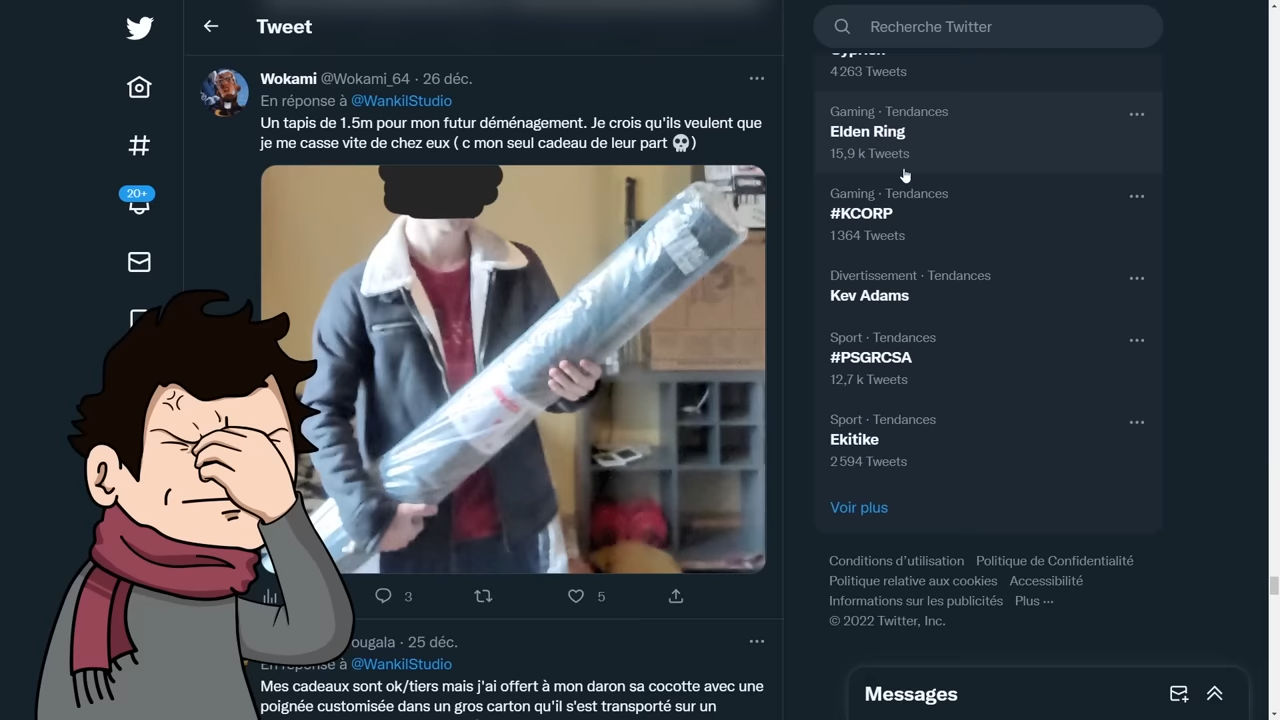 Tweet
Recherche Twitter
20+
Wokami @Wokami_64 · 26 déc.
En réponse à @WankilStudio
Un tapis de 1.5m pour mon futur déménagement. Je crois qu'ils veulent que
je me casse vite de chez eux ( c mon seul cadeau de leur part 💀)
3
5
ougala · 25 déc.
En réponse à @WankilStudio
Mes cadeaux sont ok/tiers mais j'ai offert à mon daron sa cocotte avec une
poignée customisée dans un gros carton qu'il s'est transporté sur un
4 263 Tweets
Gaming · Tendances
Elden Ring
15,9 k Tweets
Gaming · Tendances
#KCORP
1 364 Tweets
Divertissement · Tendances
Kev Adams
Sport · Tendances
#PSGRCSA
12,7 k Tweets
Sport · Tendances
Ekitike
2 594 Tweets
Voir plus
Conditions d'utilisation Politique de Confidentialité
Politique relative aux cookies Accessibilité
Informations sur les publicités Plus ···
© 2022 Twitter, Inc.
Messages